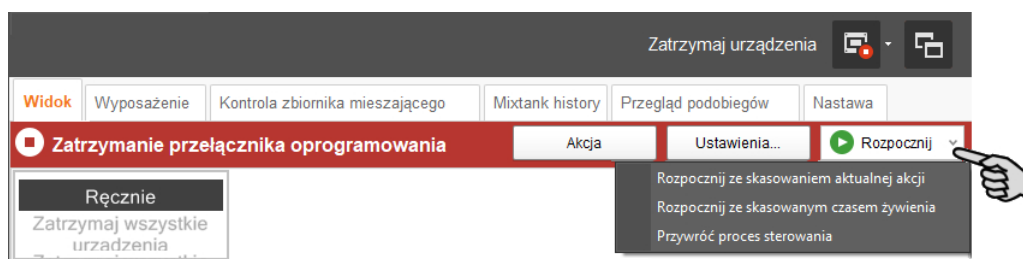 Zatrzymaj urządzenia
Widok Wyposażenie Kontrola zbiornika mieszającego Mixtank history Przegląd podobiegów Nastawa
Zatrzymanie przełącznika oprogramowania Akcja Ustawienia... Rozpocznij
Rozpocznij ze skasowaniem aktualnej akcji
Rozpocznij ze skasowanym czasem żywienia
Przywróć proces sterowania
Ręcznie
Zatrzymaj wszystkie
urządzenia